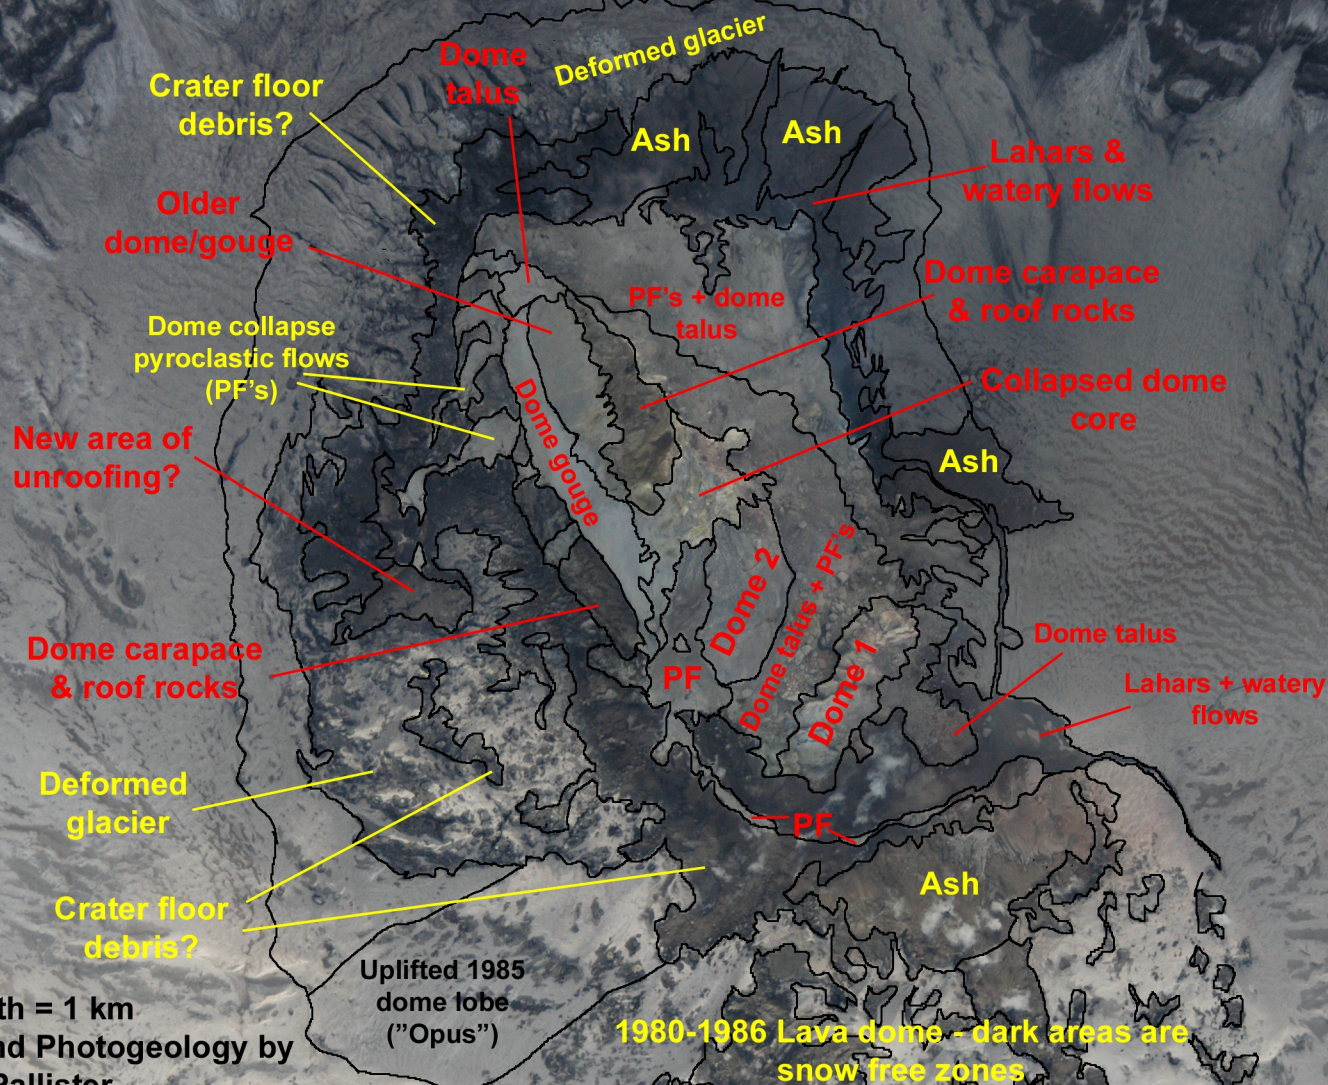 Deformed glacier
Dome
talus
Crater floor
debris?
Ash
Ash
Lahars &
watery flows
Older
dome/gouge
Dome carapace
& roof rocks
PF's + dome
talus
Dome collapse
pyroclastic flows
(PF's)
Collapsed dome
core
New area of
unroofing?
Dome gouge
Ash
Dome 2
Dome talus + PF's
Dome 1
Dome carapace
& roof rocks
PF
Dome talus
Lahars + watery
flows
Deformed
glacier
PF
Ash
Crater floor
debris?
Uplifted 1985
dome lobe
(”Opus”)
th = 1 km
nd Photogeology by
Pallister
1980-1986 Lava dome - dark areas are
snow free zones